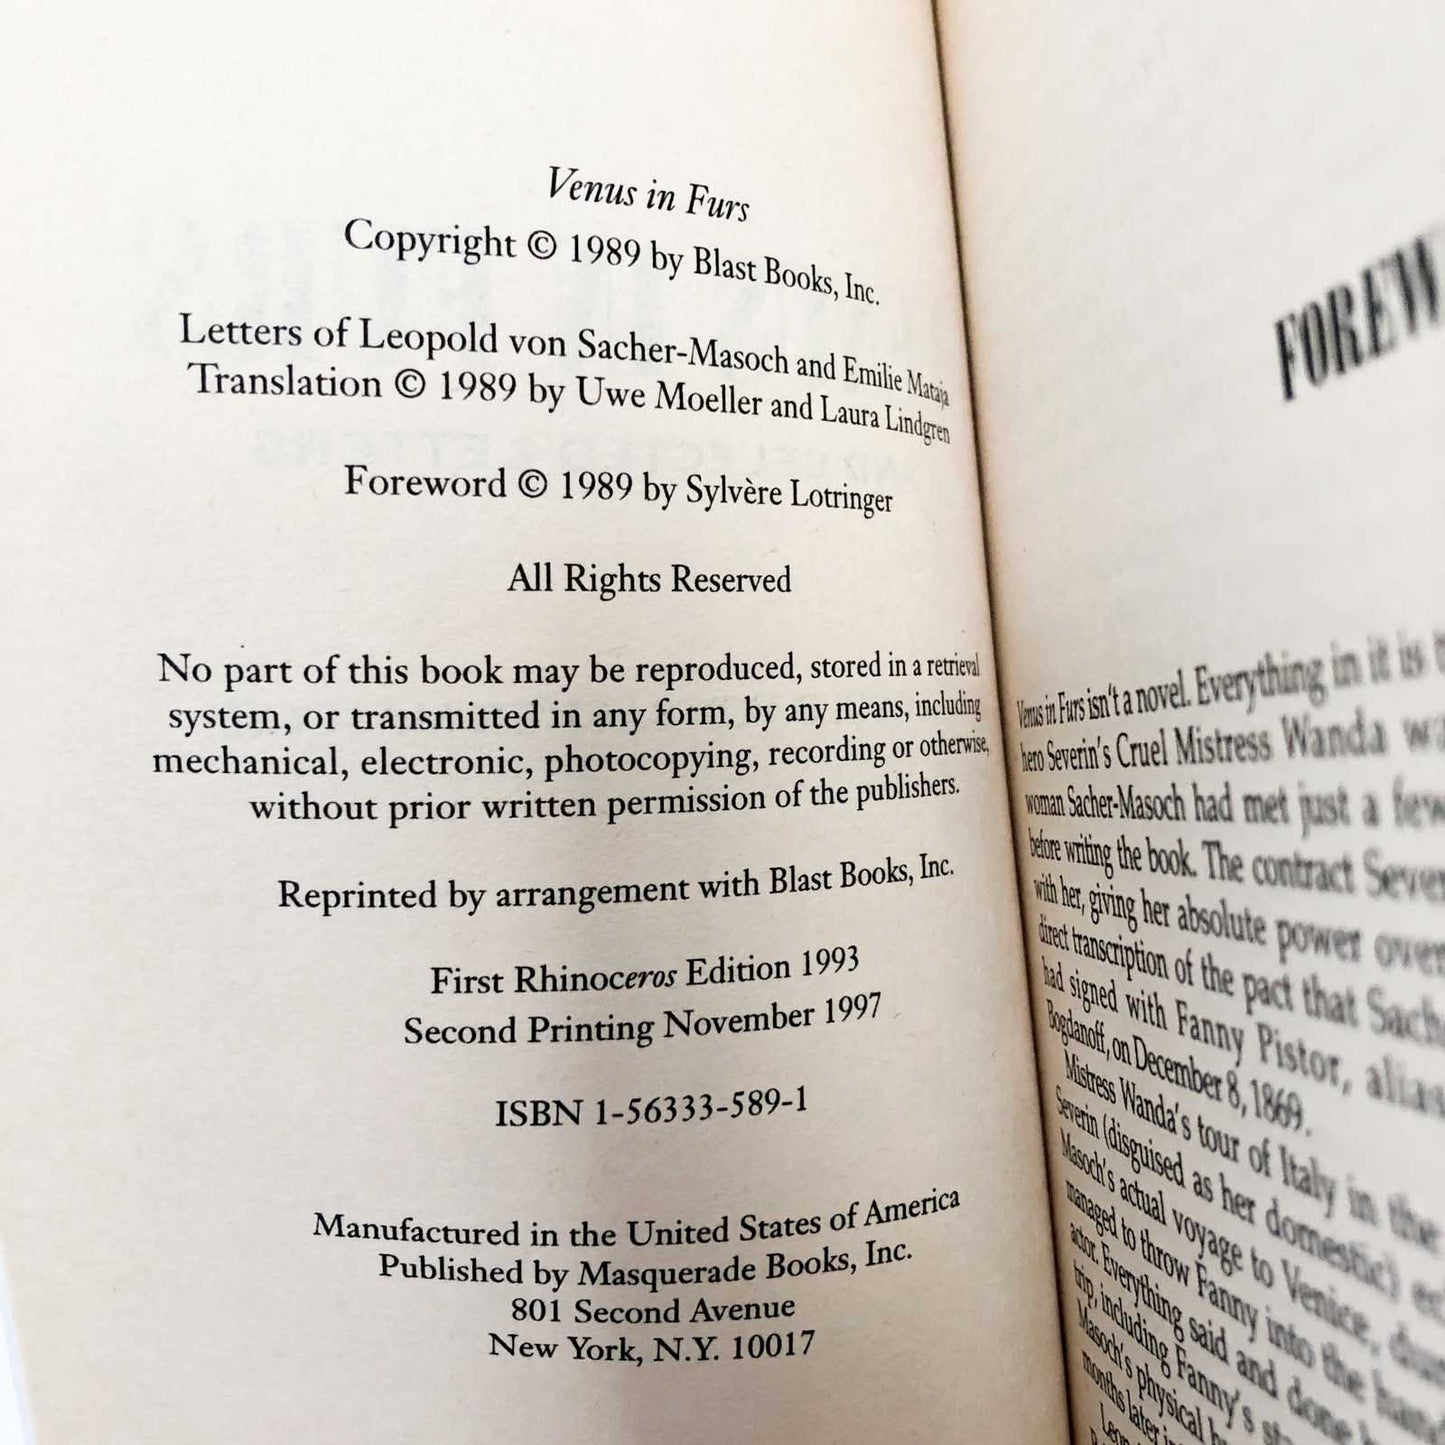 Venus in Furs
Copyright © 1989 by Blast Books, Inc.
Letters of Leopold von Sacher-Masoch and Emilie Mataja
Translation © 1989 by Uwe Moeller and Laura Lindgren
Foreword © 1989 by Sylvère Lotringer
All Rights Reserved
No part of this book may be reproduced, stored in a retrieval
system, or transmitted in any form, by any means, including
mechanical, electronic, photocopying, recording or otherwise,
without prior written permission of the publishers.
Reprinted by arrangement with Blast Books, Inc.
First Rhinoceros Edition 1993
Second Printing November 1997
ISBN 1-56333-589-1
Manufactured in the United States of America
Published by Masquerade Books, Inc.
801 Second Avenue
New York, N.Y. 10017
FOREW
Venus in Furs isn't a novel. Everything in it is t
hero Severin's Cruel Mistress Wanda wa
woman Sacher-Masoch had met just a few
before writing the book. The contract Sever
with her, giving her absolute power over
direct transcription of the pact that Sach
had signed with Fanny Pistor, alias
Bogdanoff, on December 8, 1869.
Mistress Wanda's tour of Italy in the
Severin (disguised as her domestic)
Masoch's actual voyage to Venice,
managed to throw Fanny into the
actor. Everything said and done
trip, including Fanny's
Masoch's physical
months later